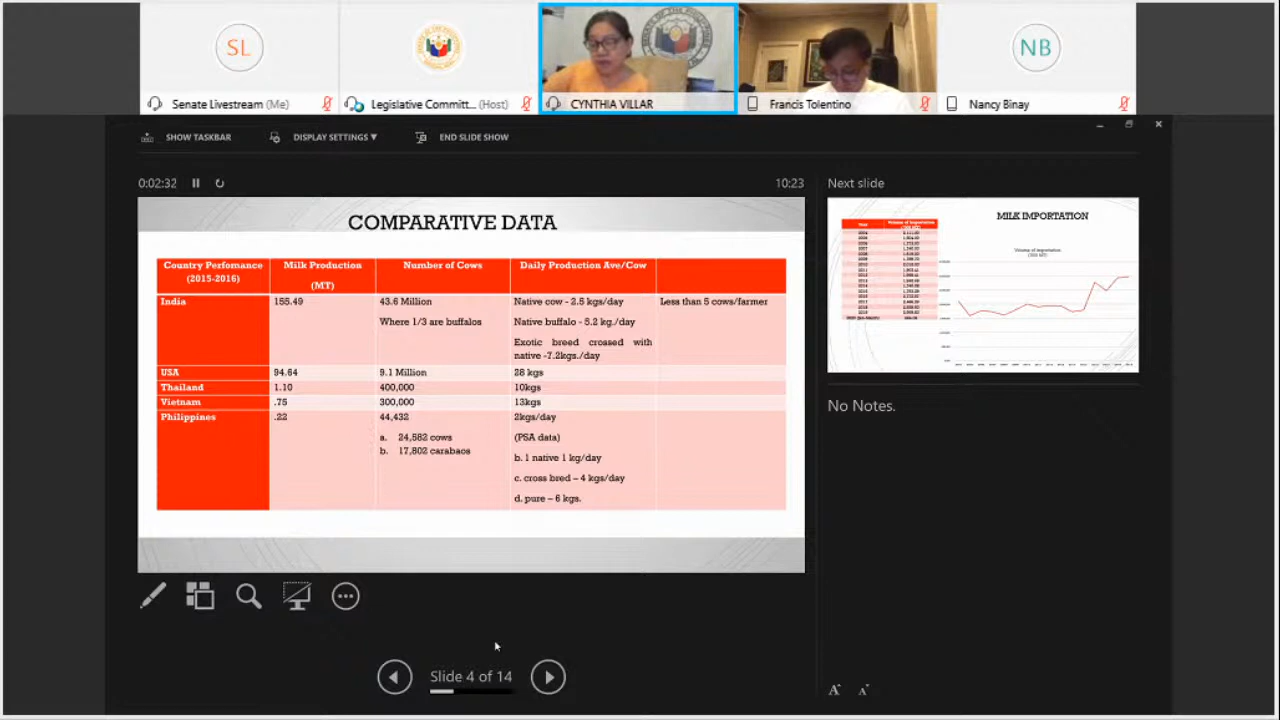 SL
NB
Senate Livestream (Me)
Legislative Committ... (Host)
CYNTHIA VILLAR
Francis Tolentino
Nancy Binay
SHOW TASKBAR
DISPLAY SETTINGS ▼
END SLIDE SHOW
0:02:32
10:23
Next slide
COMPARATIVE DATA
Country Perfomance (2015-2016)
Milk Production (MT)
Number of Cows
Daily Production Ave/Cow
India
155.49
43.6 Million
Where 1/3 are buffalos
Native cow - 2.5 kgs/day
Native buffalo - 5.2 kg./day
Exotic breed crossed with
native -7.2kgs./day
Less than 5 cows/farmer
USA
94.64
9.1 Million
28 kgs
Thailand
1.10
400,000
10kgs
Vietnam
.75
300,000
13kgs
Philippines
.22
44,432
a. 24,582 cows
b. 17,802 carabaos
2kgs/day
(PSA data)
b. 1 native 1 kg/day
c. cross bred – 4 kgs/day
d. pure – 6 kgs.
MILK IMPORTATION
Volume of Importation
No Notes.
Slide 4 of 14
A
A